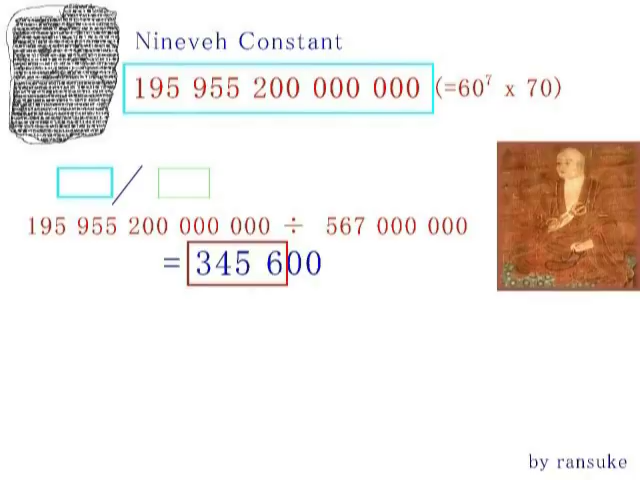 Nineveh Constant
195 955 200 000 000 (=60⁷ x 70)
/
195 955 200 000 000 ÷ 567 000 000
= 345 600
by ransuke